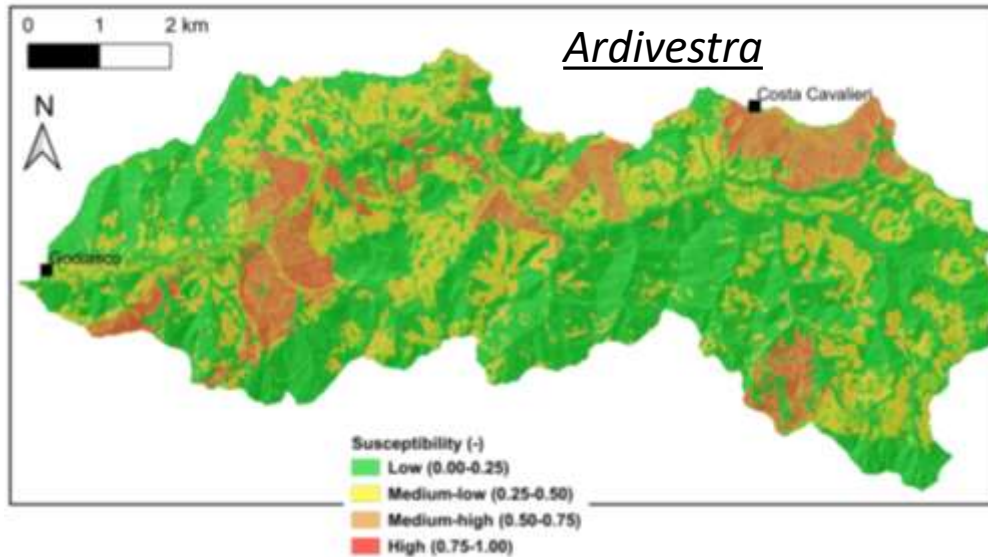 0 1 2 km
Ardivestra
Costa Cavalieri
N
Godiasco
Susceptibility (-)
Low (0.00-0.25)
Medium-low (0.25-0.50)
Medium-high (0.50-0.75)
High (0.75-1.00)